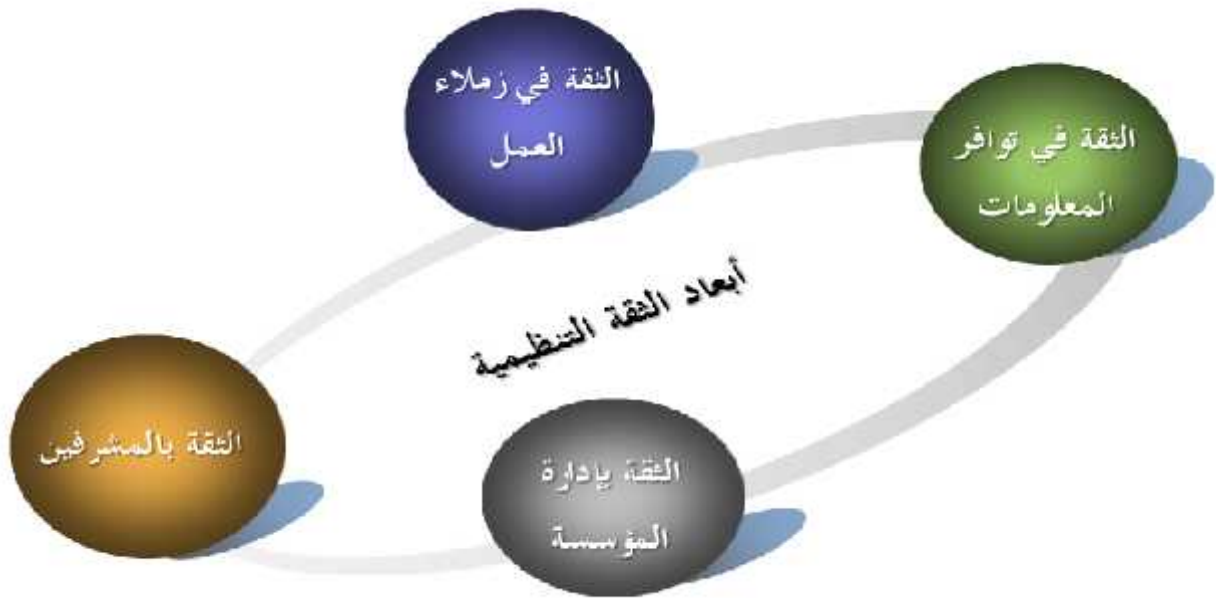 الثقة في زملاء
العمل
الثقة في توافر
المعلومات
أبعاد الثقة التنظيمية
الثقة بالمشرفين
الثقة بإدارة
المؤسسة